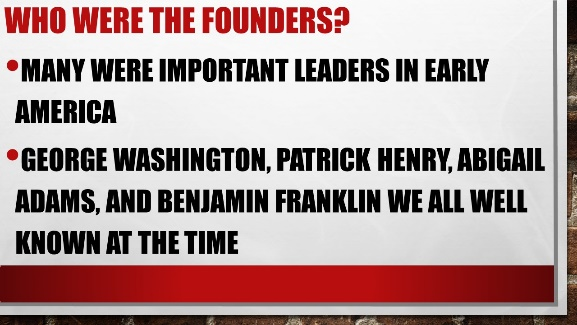 WHO WERE THE FOUNDERS?
•MANY WERE IMPORTANT LEADERS IN EARLY
AMERICA
•GEORGE WASHINGTON, PATRICK HENRY, ABIGAIL
ADAMS, AND BENJAMIN FRANKLIN WE ALL WELL
KNOWN AT THE TIME